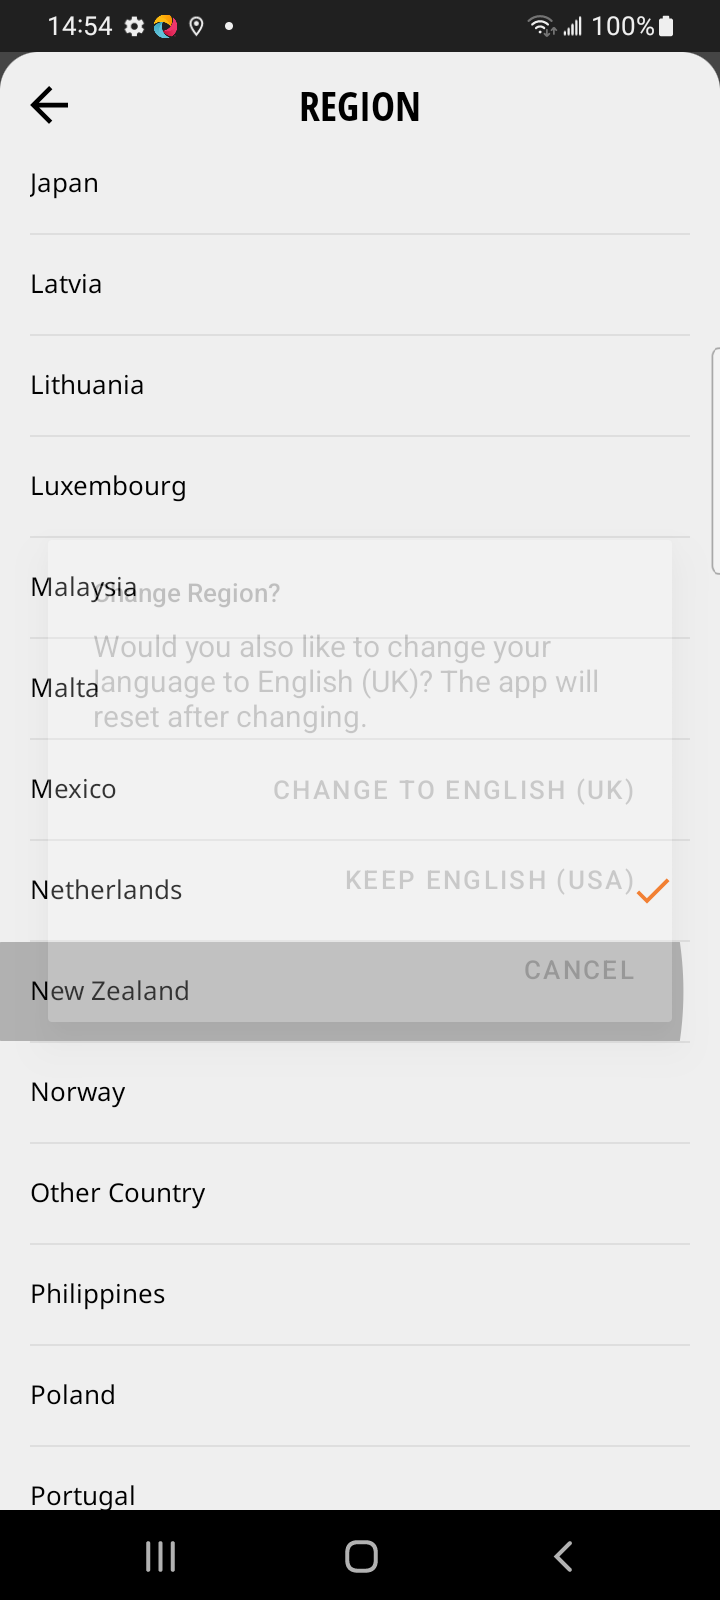 14:54
100%
REGION
Japan
Latvia
Lithuania
Luxembourg
Malaysia
Change Region?
Would you also like to change your
Malta
language to English (UK)? The app will
reset after changing.
Mexico
CHANGE TO ENGLISH (UK)
Netherlands
KEEP ENGLISH (USA)
New Zealand
CANCEL
Norway
Other Country
Philippines
Poland
Portugal